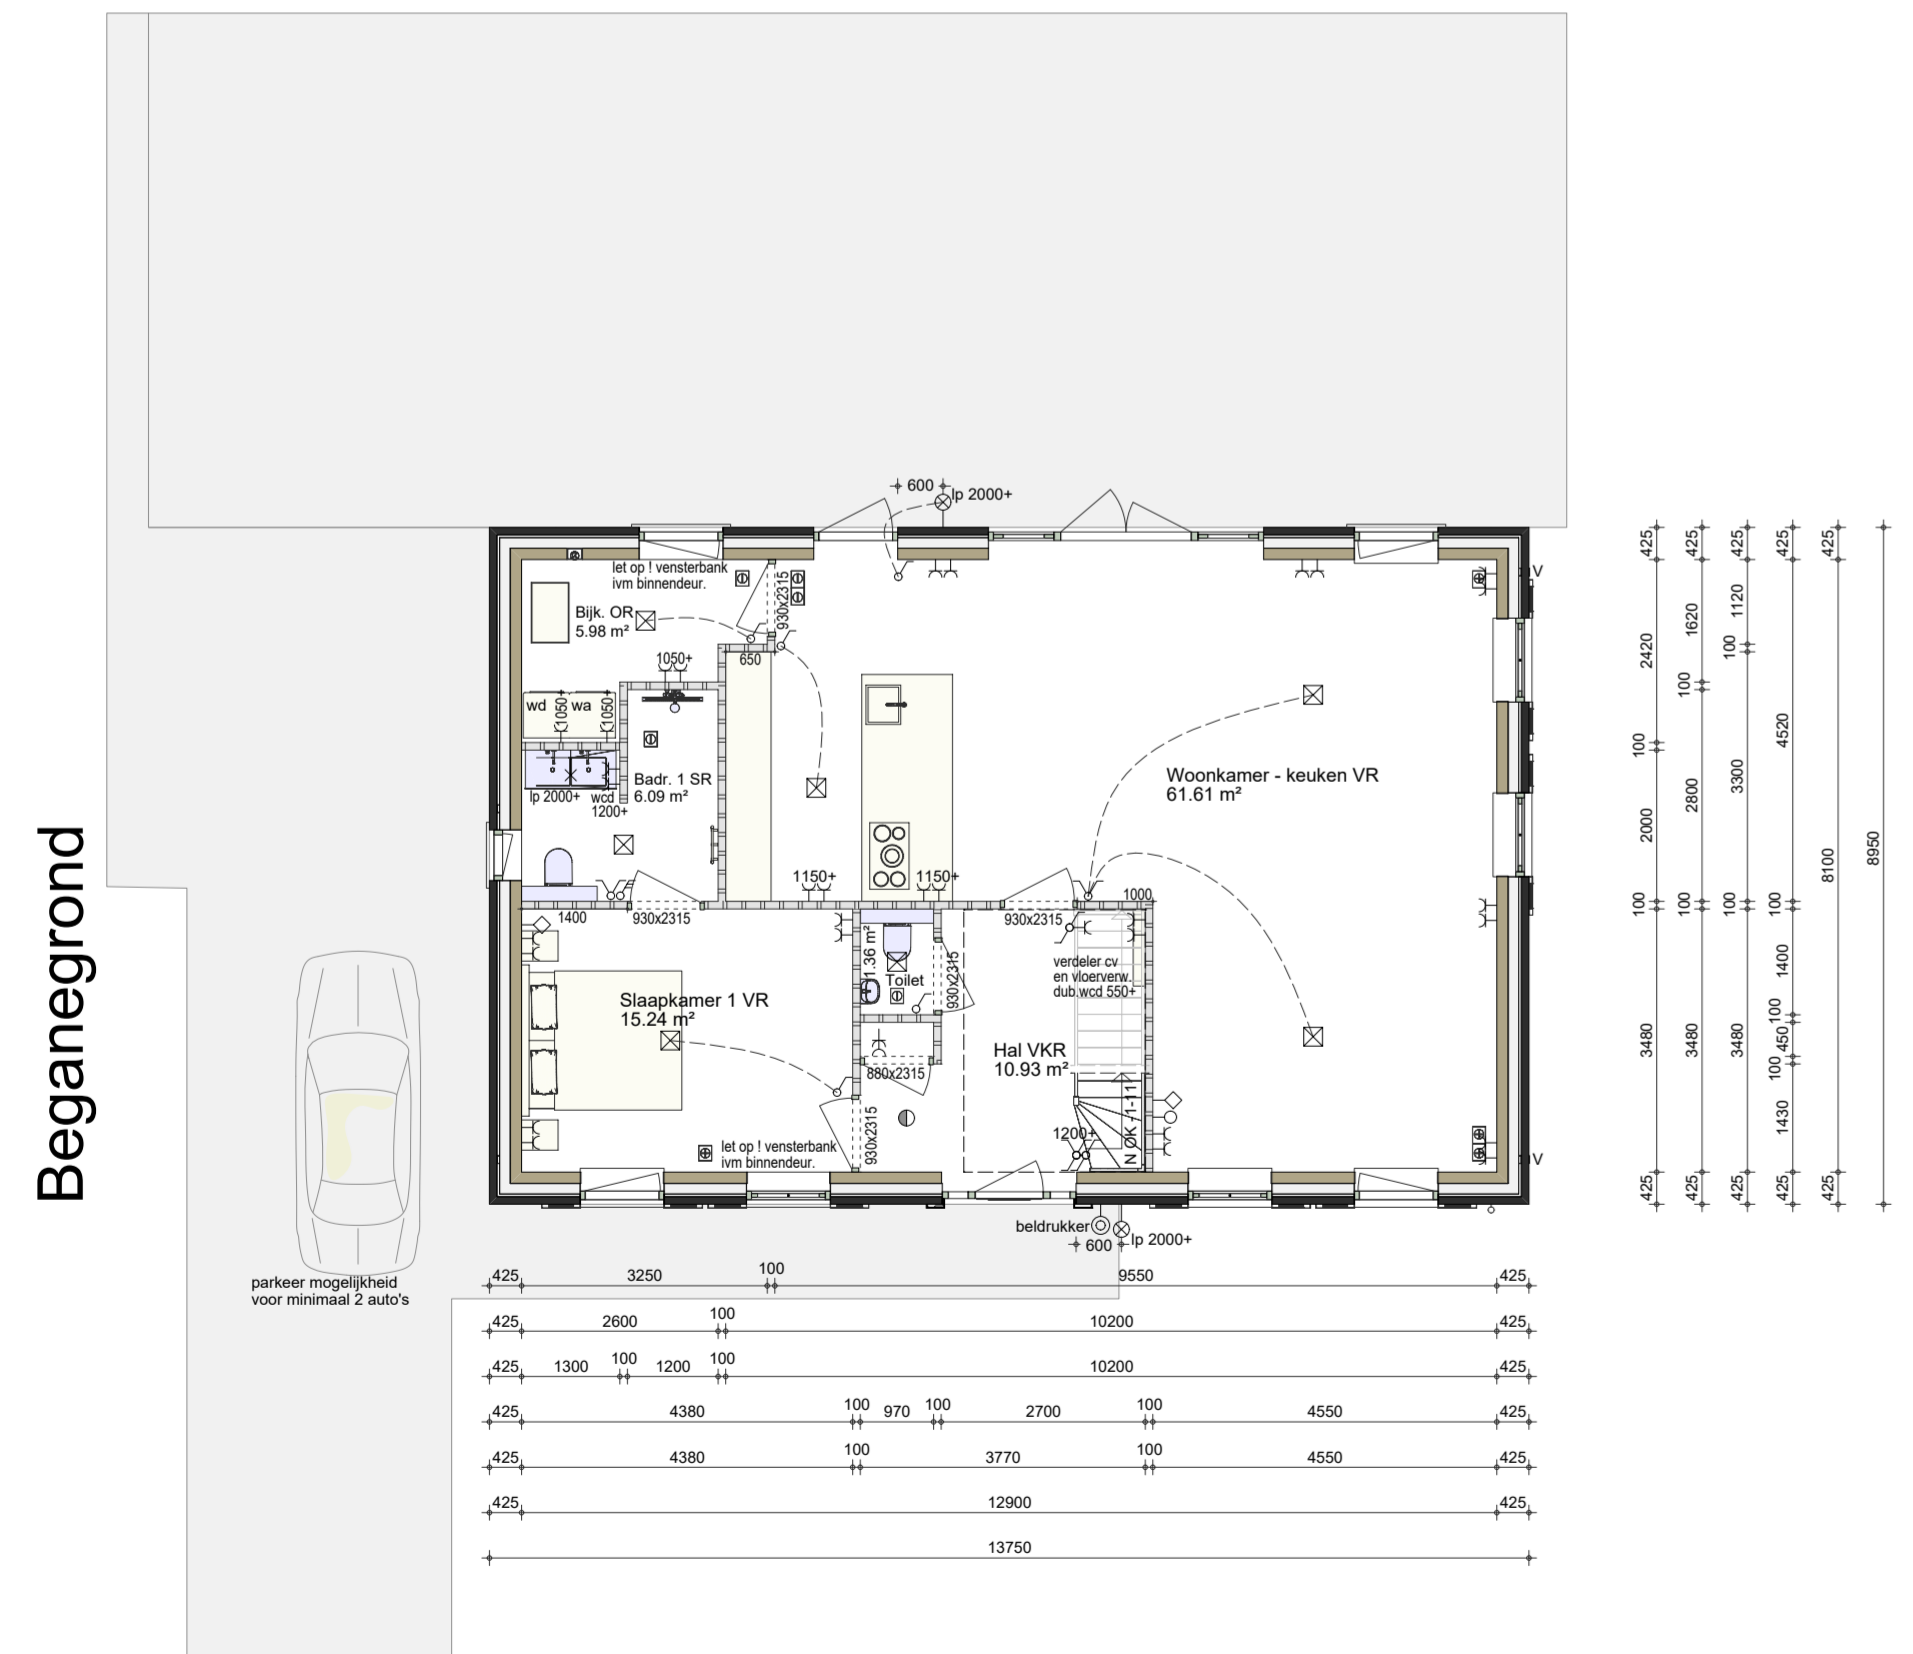 Beganegrond
600
lp 2000+
let op ! vensterbank
ivm binnendeur.
930x2315
Bijk. OR
5.98 m²
1050+
650
wd
1050
wa
1050
Badr. 1 SR
6.09 m²
lp 2000+
wcd
1200+
Woonkamer - keuken VR
61.61 m²
1150+
1150+
1400
930x2315
930x2315
1000
1.36 m²
Toilet
930x2315
verdeler cv
en vloerverw.
dub.wcd 550+
Slaapkamer 1 VR
15.24 m²
Hal VKR
10.93 m²
880x2315
930x2315
1200+
let op ! vensterbank
ivm binnendeur.
V
V
beldrukker
600
lp 2000+
parkeer mogelijkheid
voor minimaal 2 auto's
425 3250 100 9550 425
425 2600 100 10200 425
425 1300 100 1200 100 10200 425
425 4380 100 970 100 2700 100 4550 425
425 4380 100 3770 100 4550 425
425 12900 425
13750
425 2420 100 2000 100 3480 425
425 1620 100 2800 100 3480 425
425 1120 100 3300 100 3480 425
425 4520 100 1400 100 450 100 1430 425
425 8100 425
8950